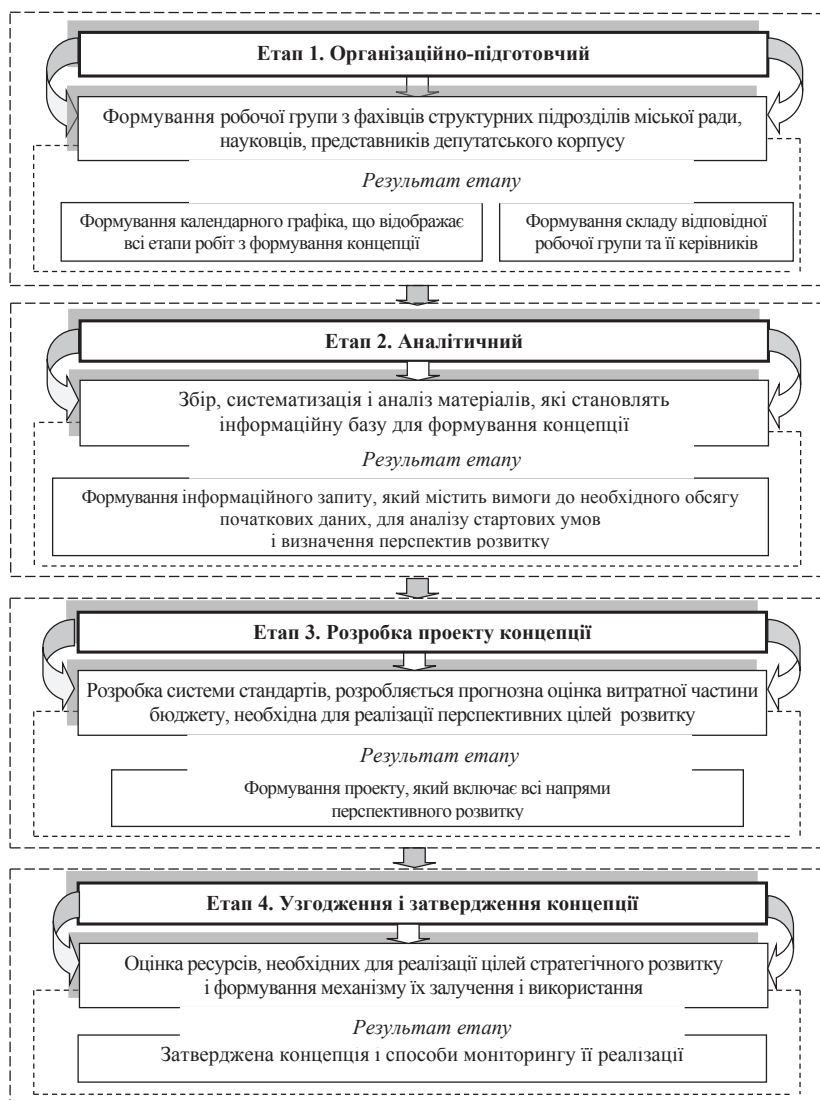 Етап 1. Організаційно-підготовчий
Формування робочої групи з фахівців структурних підрозділів міської ради,
науковців, представників депутатського корпусу
Результат етапу
Формування календарного графіка, що відображає
всі етапи робіт з формування концепції
Формування складу відповідної
робочої групи та її керівників
Етап 2. Аналітичний
Збір, систематизація і аналіз матеріалів, які становлять
інформаційну базу для формування концепції
Результат етапу
Формування інформаційного запиту, який містить вимоги до необхідного обсягу
початкових даних, для аналізу стартових умов
і визначення перспектив розвитку
Етап 3. Розробка проекту концепції
Розробка системи стандартів, розробляється прогнозна оцінка витратної частини
бюджету, необхідна для реалізації перспективних цілей розвитку
Результат етапу
Формування проекту, який включає всі напрями
перспективного розвитку
Етап 4. Узгодження і затвердження концепції
Оцінка ресурсів, необхідних для реалізації цілей стратегічного розвитку
і формування механізму їх залучення і використання
Результат етапу
Затверджена концепція і способи моніторингу її реалізації